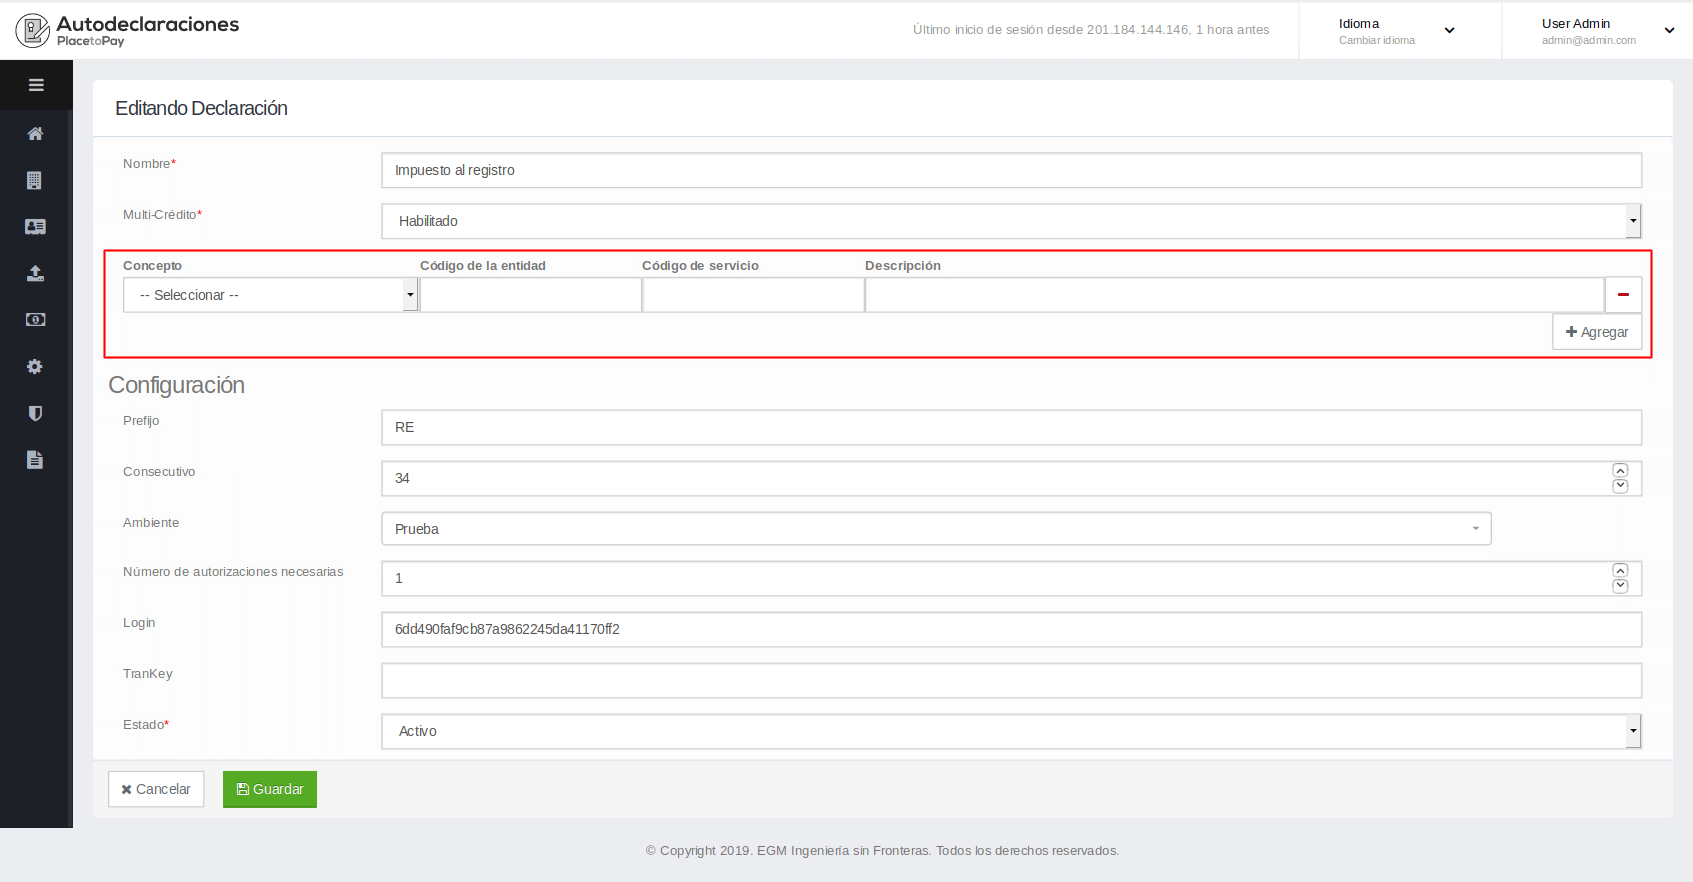 Autodeclaraciones
PlacetoPay
Último inicio de sesión desde 201.184.144.146, 1 hora antes
Idioma
Cambiar idioma
User Admin
admin@admin.com
Editando Declaración
Nombre*
Impuesto al registro
Multi-Crédito*
Habilitado
Concepto Código de la entidad Código de servicio Descripción
-- Seleccionar --
Agregar
Configuración
Prefijo
RE
Consecutivo
34
Ambiente
Prueba
Número de autorizaciones necesarias
1
Login
6dd490faf9cb87a9862245da41170ff2
TranKey
Estado*
Activo
Cancelar
Guardar
© Copyright 2019. EGM Ingeniería sin Fronteras. Todos los derechos reservados.